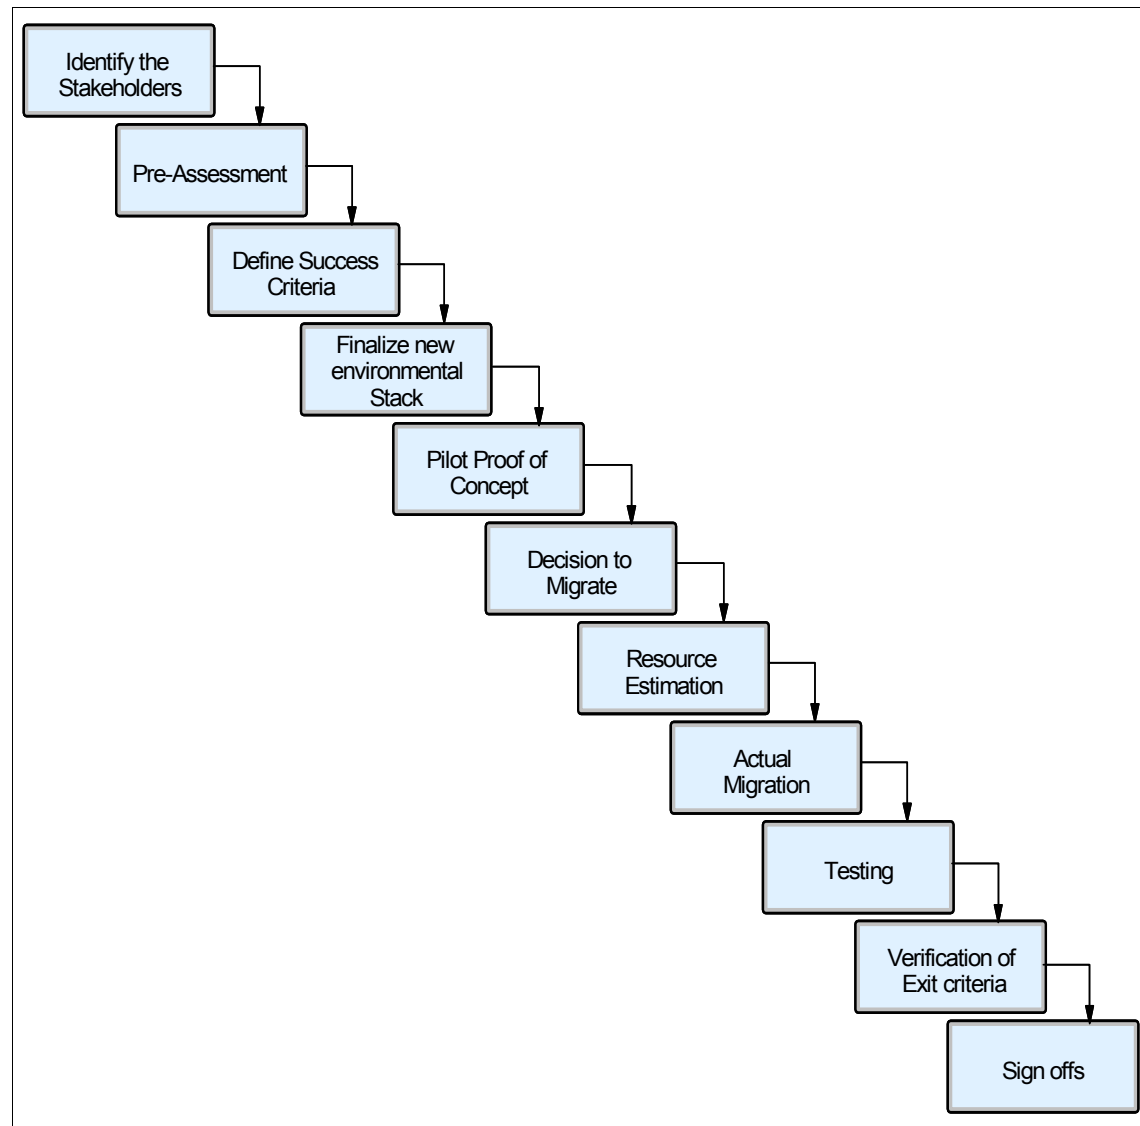 Identify the
Stakeholders
Pre-Assessment
Define Success
Criteria
Finalize new
environmental
Stack
Pilot Proof of
Concept
Decision to
Migrate
Resource
Estimation
Actual
Migration
Testing
Verification of
Exit criteria
Sign offs